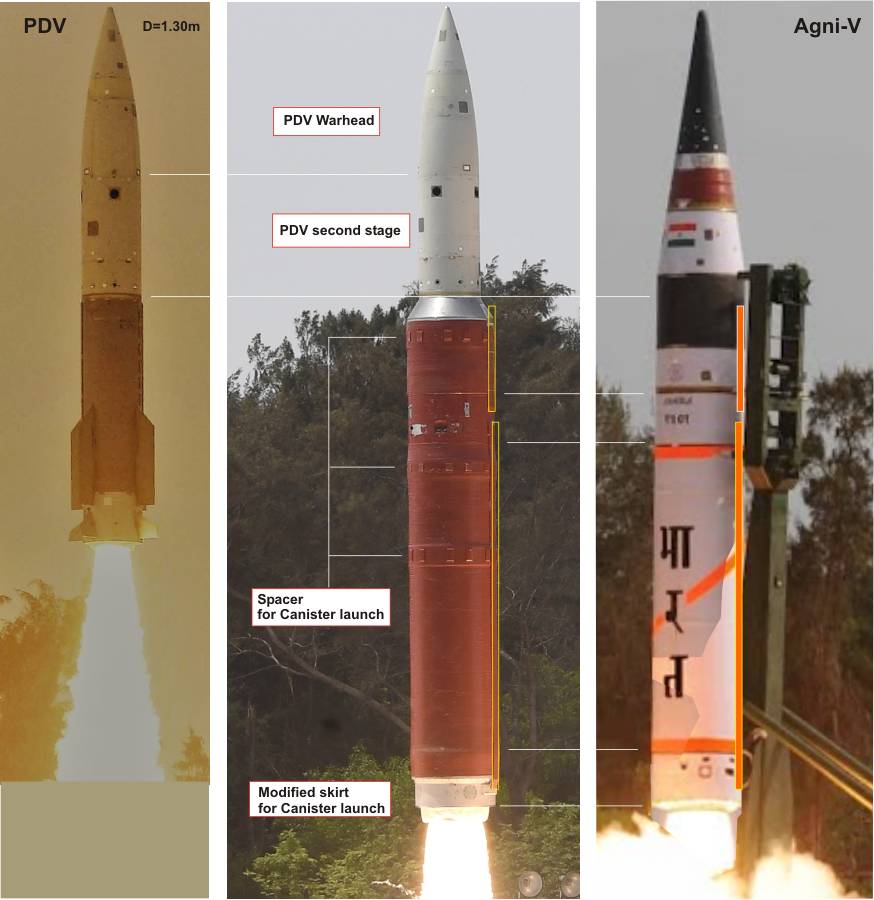 PDV
D=1.30m
PDV Warhead
PDV second stage
Spacer
for Canister launch
Modified skirt
for Canister launch
Agni-V
भा
र
त